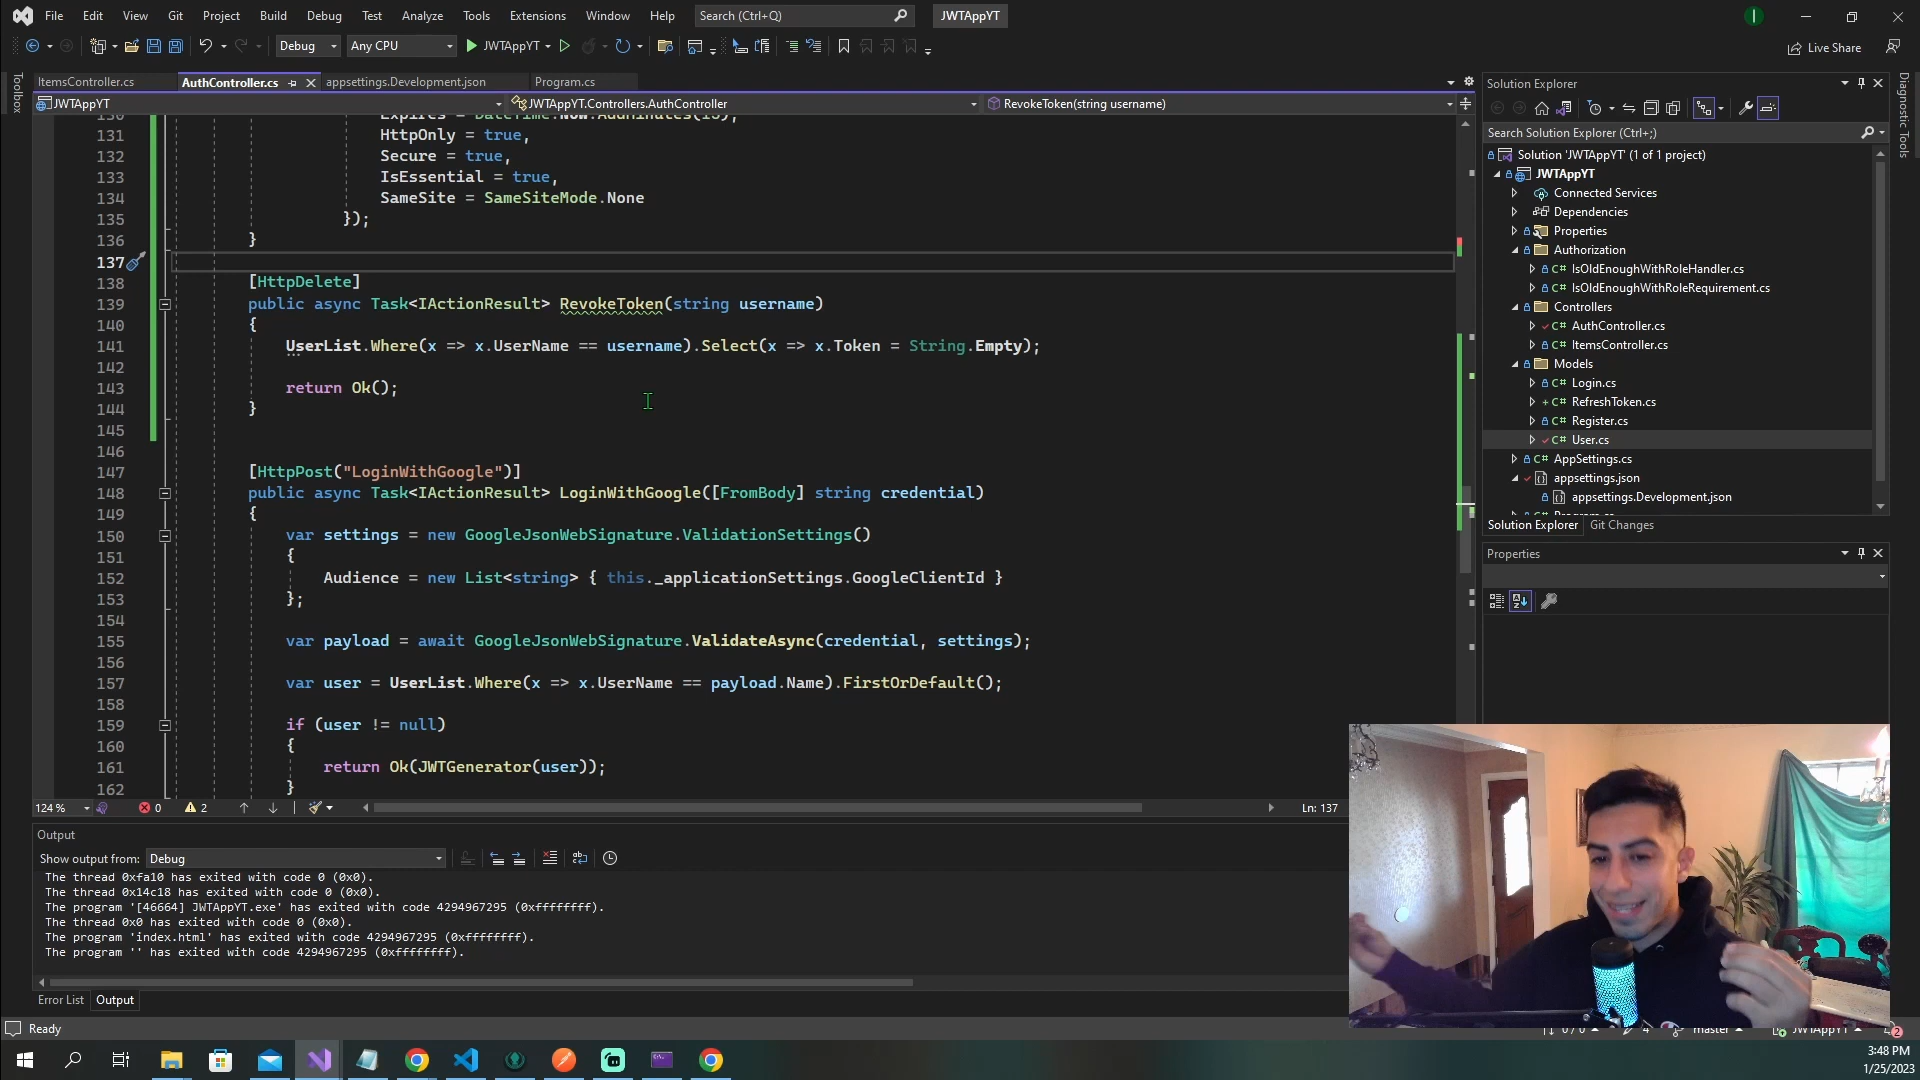 File Edit View Git Project Build Debug Test Analyze Tools Extensions Window Help Search (Ctrl+Q) JWTAppYT
Debug Any CPU JWTAppYT Live Share
Toolbox
ItemsController.cs AuthController.cs appsettings.Development.json Program.cs
JWTAppYT JWTAppYT.Controllers.AuthController RevokeToken(string username)
130 Expires = DateTime.Now.AddMinutes(15),
131 HttpOnly = true,
132 Secure = true,
133 IsEssential = true,
134 SameSite = SameSiteMode.None
135 });
136 }
137
138 [HttpDelete]
139 public async Task<IActionResult> RevokeToken(string username)
140 {
141 UserList.Where(x => x.UserName == username).Select(x => x.Token = String.Empty);
142
143 return Ok();
144 }
145
146
147 [HttpPost("LoginWithGoogle")]
148 public async Task<IActionResult> LoginWithGoogle([FromBody] string credential)
149 {
150 var settings = new GoogleJsonWebSignature.ValidationSettings()
151 {
152 Audience = new List<string> { this._applicationSettings.GoogleClientId }
153 };
154
155 var payload = await GoogleJsonWebSignature.ValidateAsync(credential, settings);
156
157 var user = UserList.Where(x => x.UserName == payload.Name).FirstOrDefault();
158
159 if (user != null)
160 {
161 return Ok(JWTGenerator(user));
162 }
124 % 0 2 Ln: 137
Output
Show output from: Debug
The thread 0xfa10 has exited with code 0 (0x0).
The thread 0x14c18 has exited with code 0 (0x0).
The program '[46664] JWTAppYT.exe' has exited with code 4294967295 (0xffffffff).
The thread 0x0 has exited with code 0 (0x0).
The program 'index.html' has exited with code 4294967295 (0xffffffff).
The program '' has exited with code 4294967295 (0xffffffff).
Error List Output
Ready
Solution Explorer
Search Solution Explorer (Ctrl+;)
Solution 'JWTAppYT' (1 of 1 project)
JWTAppYT
Connected Services
Dependencies
Properties
Authorization
C# IsOldEnoughWithRoleHandler.cs
C# IsOldEnoughWithRoleRequirement.cs
Controllers
C# AuthController.cs
C# ItemsController.cs
Models
C# Login.cs
C# RefreshToken.cs
C# Register.cs
C# User.cs
C# AppSettings.cs
appsettings.json
appsettings.Development.json
Solution Explorer Git Changes
Properties
Diagnostic Tools
0 / 0 4 master JWTAppYT 2
3:48 PM
1/25/2023